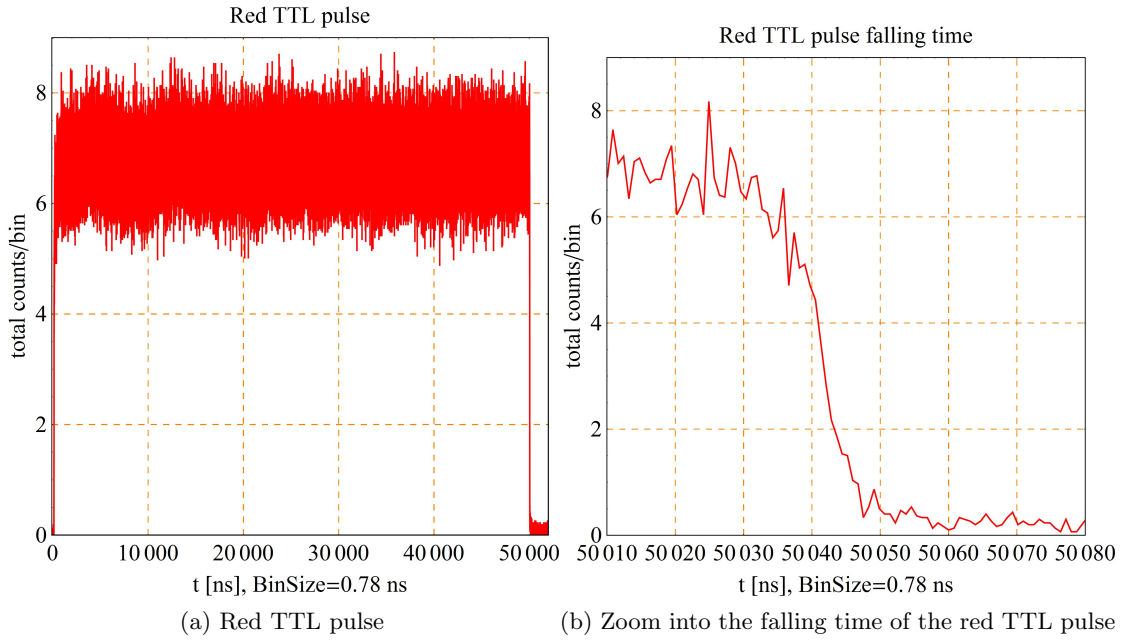 Red TTL pulse
total counts/bin
8
6
4
2
0
0 10 000 20 000 30 000 40 000 50 000
t [ns], BinSize=0.78 ns
(a) Red TTL pulse
Red TTL pulse falling time
total counts/bin
8
6
4
2
0
50 010 50 020 50 030 50 040 50 050 50 060 50 070 50 080
t [ns], BinSize=0.78 ns
(b) Zoom into the falling time of the red TTL pulse